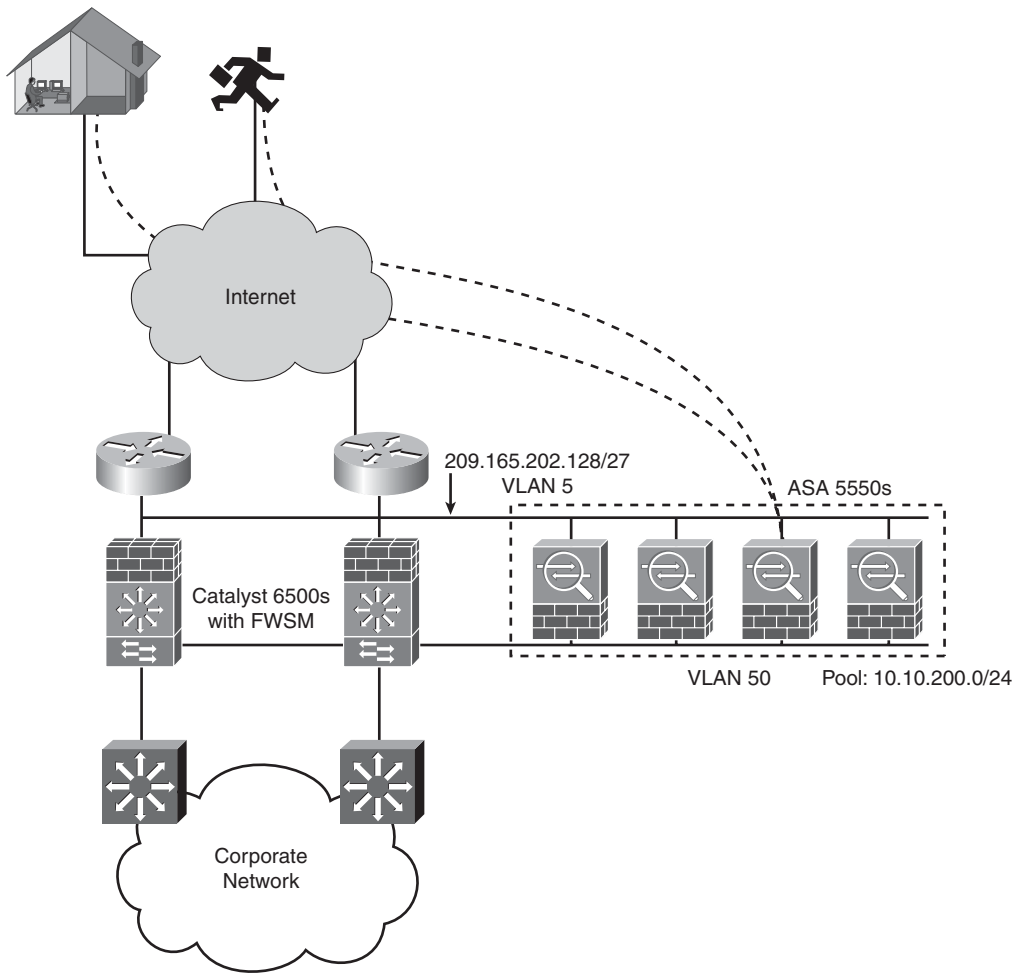 Internet
209.165.202.128/27
VLAN 5
ASA 5550s
Catalyst 6500s
with FWSM
VLAN 50
Pool: 10.10.200.0/24
Corporate
Network